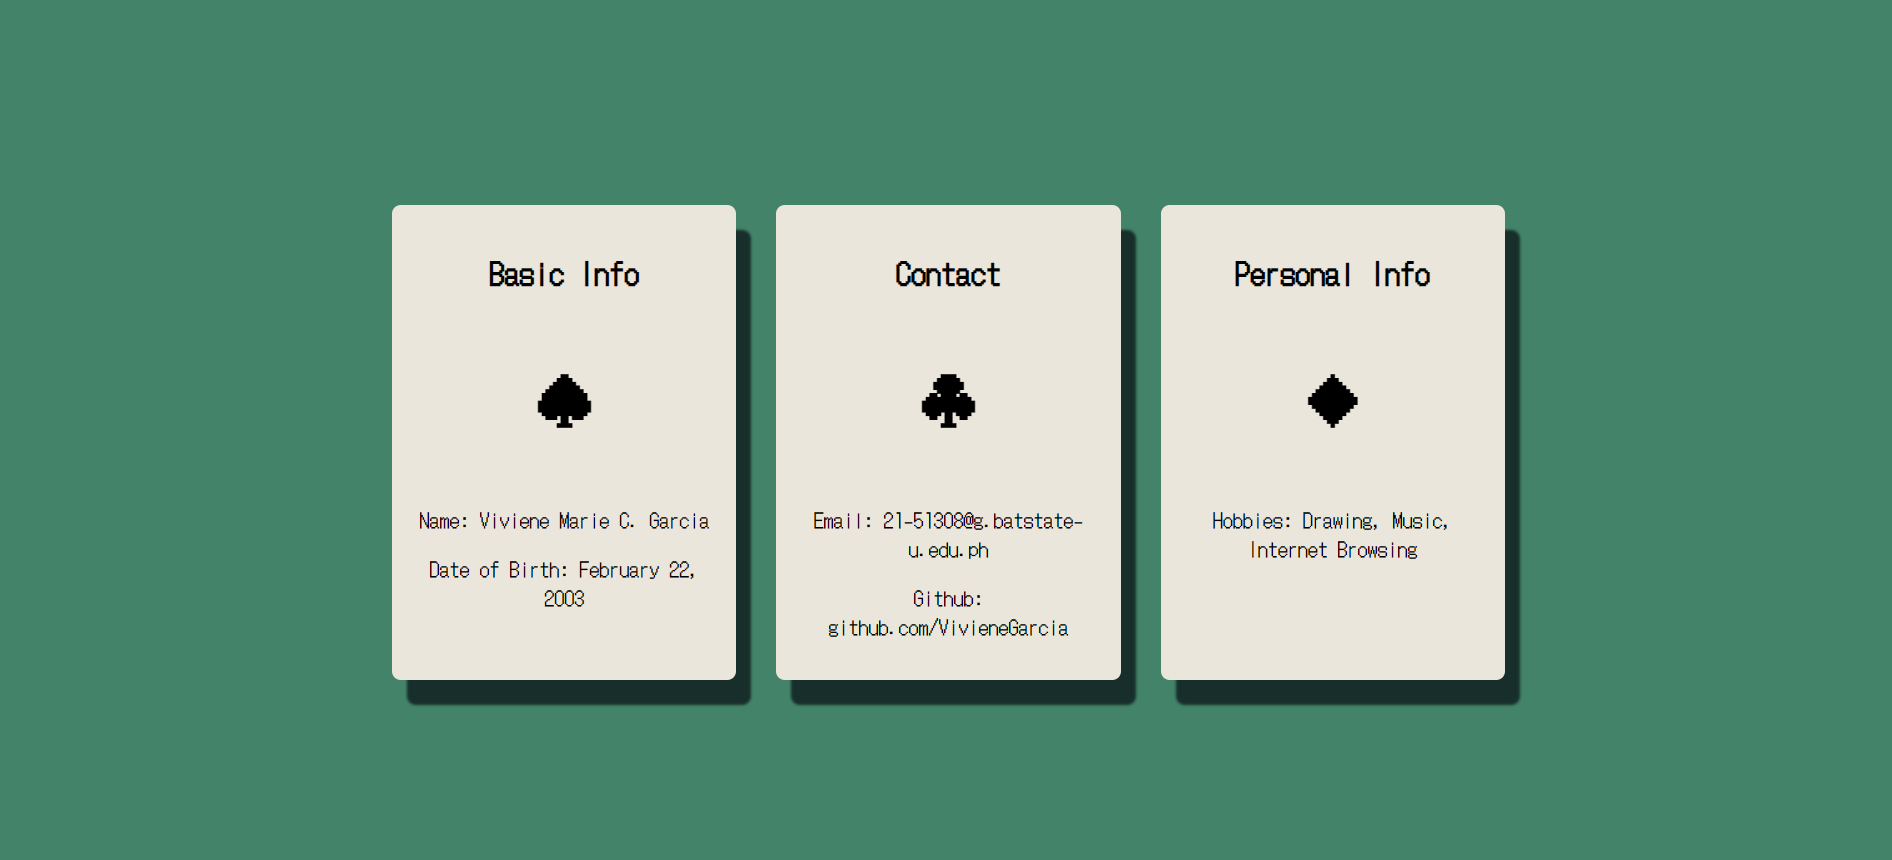 Basic Info
Name: Viviene Marie C. Garcia
Date of Birth: February 22,
2003
Contact
Email: 21-51308@g.batstate-
u.edu.ph
Github:
github.com/VivieneGarcia
Personal Info
Hobbies: Drawing, Music,
Internet Browsing